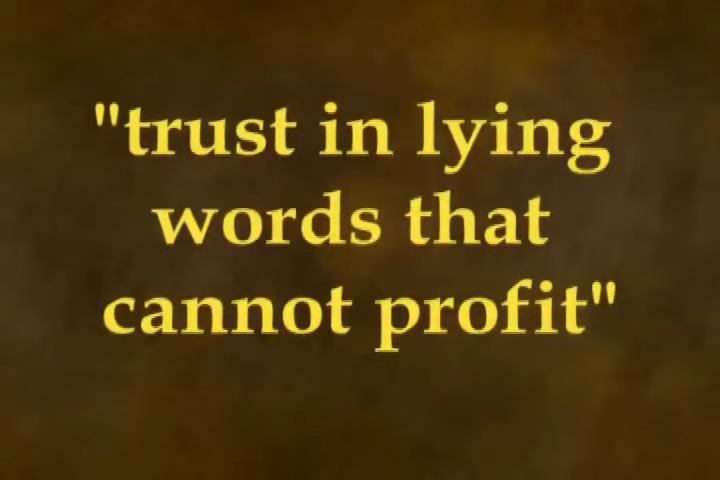 "trust in lying
words that
cannot profit"